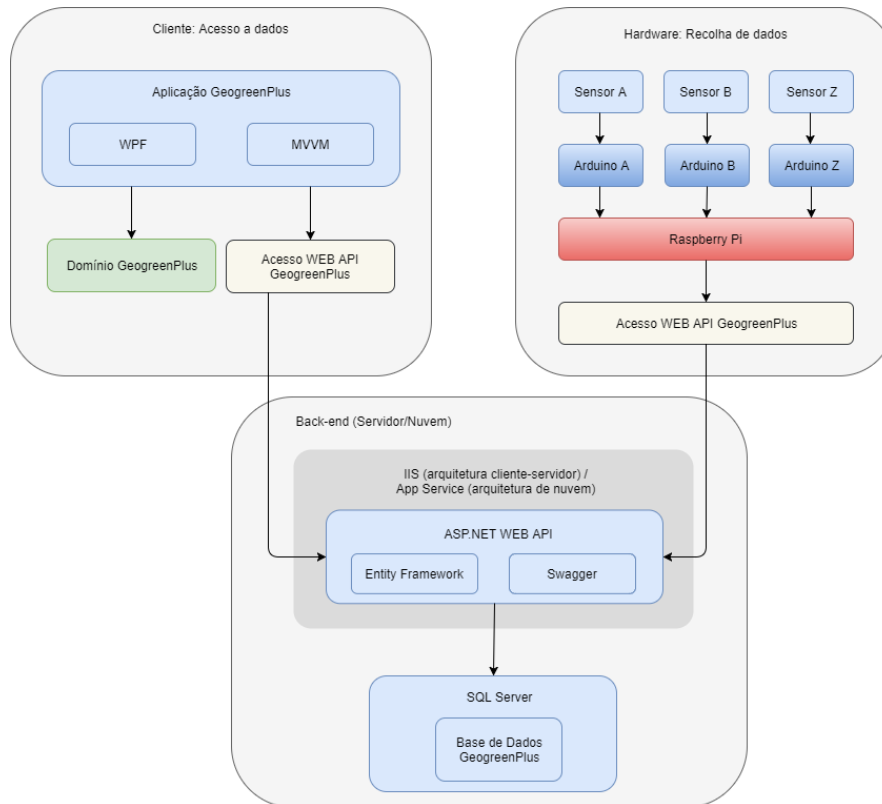 Cliente: Acesso a dados
Aplicação GeogreenPlus
WPF
MVVM
Domínio GeogreenPlus
Acesso WEB API
GeogreenPlus
Hardware: Recolha de dados
Sensor A
Sensor B
Sensor Z
Arduino A
Arduino B
Arduino Z
Raspberry Pi
Acesso WEB API GeogreenPlus
Back-end (Servidor/Nuvem)
IIS (arquitetura cliente-servidor) /
App Service (arquitetura de nuvem)
ASP.NET WEB API
Entity Framework
Swagger
SQL Server
Base de Dados
GeogreenPlus